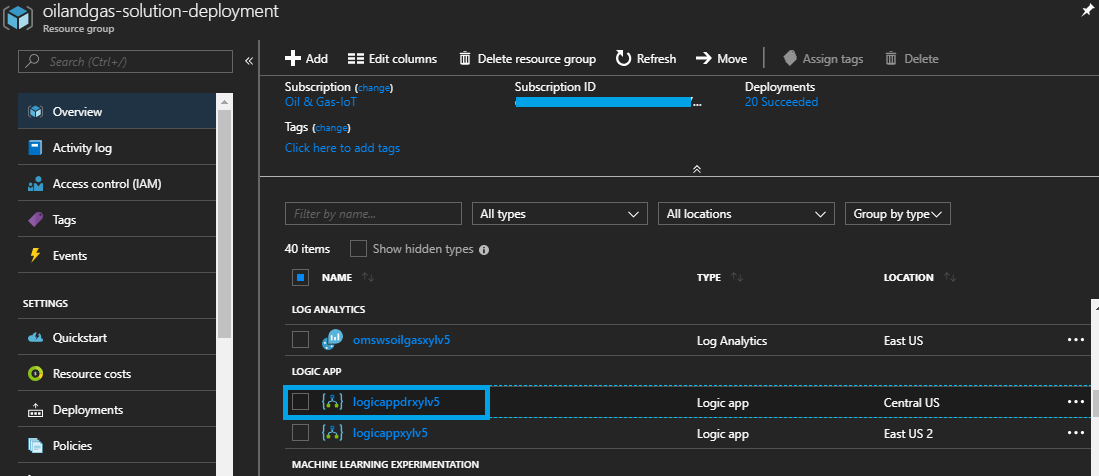 oilandgas-solution-deployment
Resource group
Search (Ctrl+/)
Overview
Activity log
Access control (IAM)
Tags
Events
SETTINGS
Quickstart
Resource costs
Deployments
Policies
Add Edit columns Delete resource group Refresh Move Assign tags Delete
Subscription (change) Subscription ID Deployments
Oil & Gas-IoT ... 20 Succeeded
Tags (change)
Click here to add tags
Filter by name... All types All locations Group by type
40 items Show hidden types
NAME TYPE LOCATION
LOG ANALYTICS
omswsoilgasxylv5 Log Analytics East US
LOGIC APP
logicappdrxylv5 Logic app Central US
logicappxylv5 Logic app East US 2
MACHINE LEARNING EXPERIMENTATION